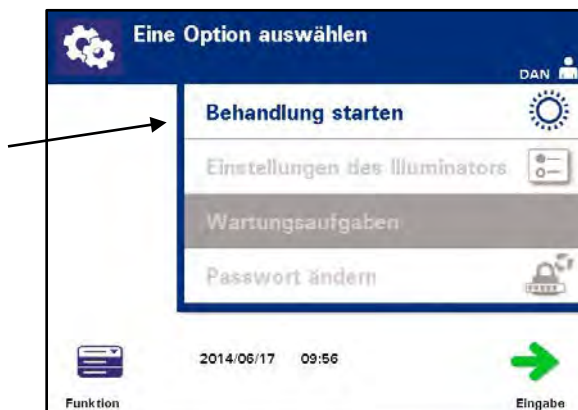 Eine Option auswählen
DAN
Behandlung starten
Einstellungen des Illuminators
Wartungsaufgaben
Passwort ändern
2014/06/17 09:56
Funktion
Eingabe